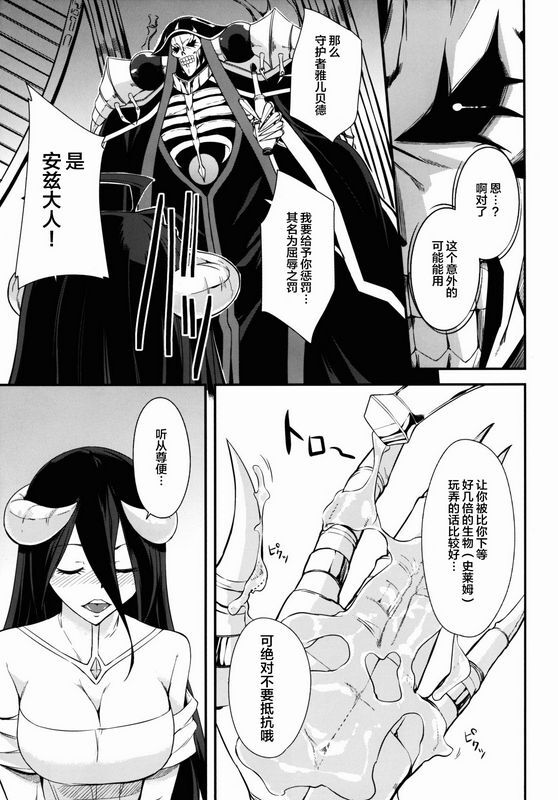 恩…？
啊对了
这个意外的
可能能用
那么
守护者雅儿贝德
我要给予你惩罚…
其名为屈辱之罚
是
安兹大人！
トロ〜
让你被比你下等
好几倍的生物（史莱姆）
玩弄的话比较好…
ピクッ
ピクッ
可绝对不要抵抗哦
听从尊便…